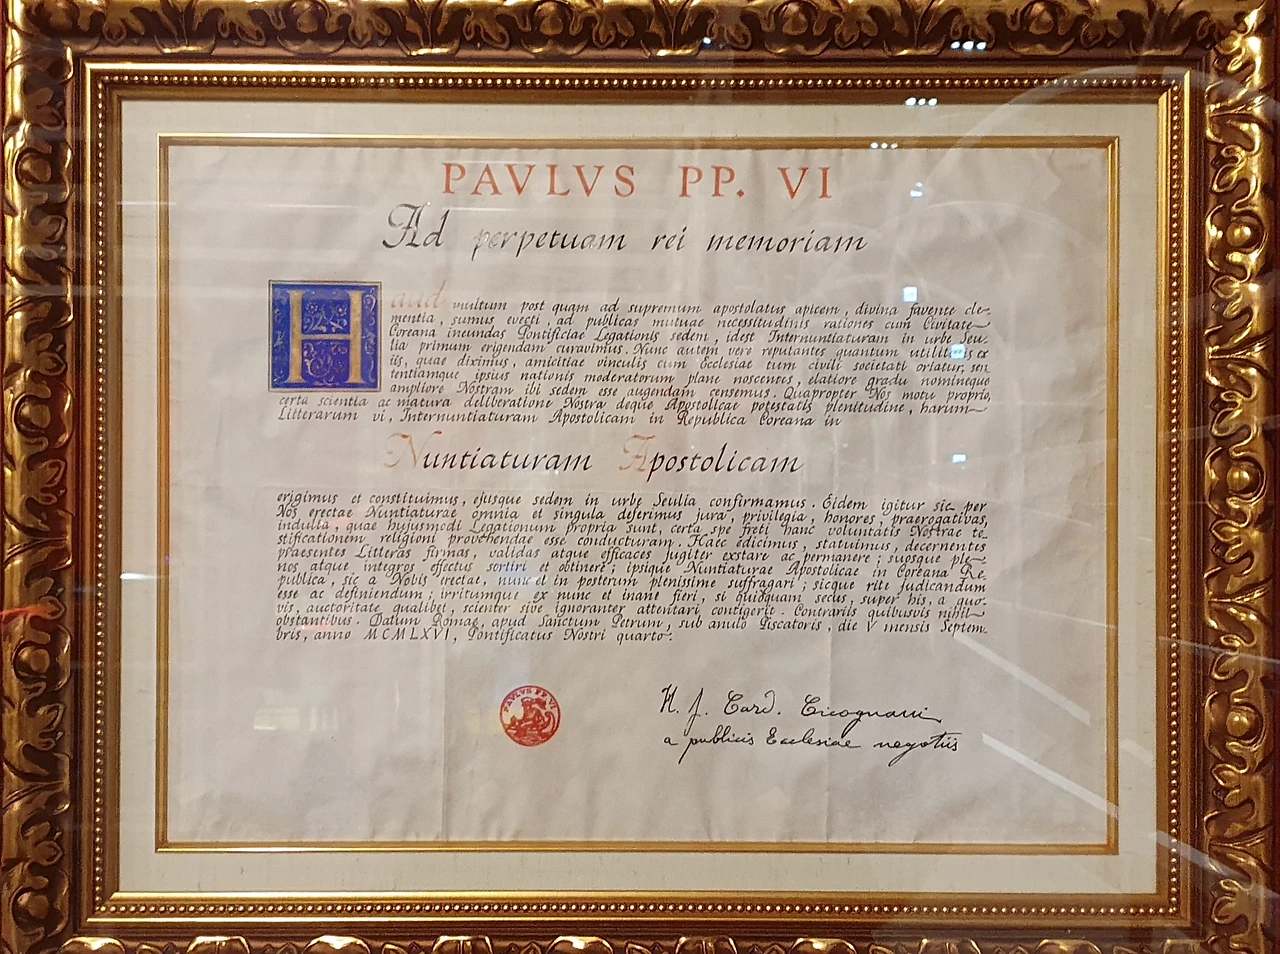 PAVLVS PP. VI
Ad perpetuam rei memoriam
Haud multum post quam ad supremum apostolatus apicem, divina favente cle-
mentia, sumus evecti, ad publicas mutuae necessitudinis rationes cum Civitate
Coreana ineundas Pontificiae Legationis sedem, idest Internuntiaturam in urbe Seu-
lia primum erigendam curavimus. Nunc autem vero reputantes quantum utilitatis ex
iis, quae diximus, amicitiae vinculis cum Ecclesiae tum civili societati oriatur, sen
tentiamque ipsius nationis moderatorum plane noscentes, elatiore gradu nomineque
ampliore Nostram ibi sedem esse augendam censemus. Quapropter Nos motu proprio,
certa scientia ac matura deliberatione Nostra deque Apostolicae potestatis plenitudine, harum
Litterarum vi, Internuntiaturam Apostolicam in Republica Coreana in
Nuntiaturam Apostolicam
erigimus et constituimus, ejusque sedem in urbe Seulia confirmamus. Eidem igitur sic per
Nos erectae Nuntiaturae omnia et singula deferimus jura, privilegia, honores, praerogativas,
indulta, quae hujusmodi Legationum propria sunt, certa spe freti hanc voluntatis Nostrae te-
stificationem religioni provehendae esse conducturam. Haec edicimus, statuimus, decernentes
praesentes Litteras firmas, validas atque efficaces jugiter exstare ac permanere; suosque ple-
nos atque integros effectus sortiri et obtinere; ipsique Nuntiaturae Apostolicae in Coreana Re-
publica, sic a Nobis erectae, nunc et in posterum plenissime suffragari; sicque rite judicandum
esse ac definiendum; irritumque ex nunc et inane fieri, si quidquam secus, super his, a quo-
vis, auctoritate qualibet, scienter sive ignoranter attentari contigerit. Contrariis quibusvis nihil
obstantibus. Datum Romae, apud Sanctum Petrum, sub anulo Piscatoris, die V mensis Septem-
bris, anno MCMLXVI, Pontificatus Nostri quarto.
PAVLVS PP VI
H. J. Card. Cicognani
a publicis Ecclesiae negotiis